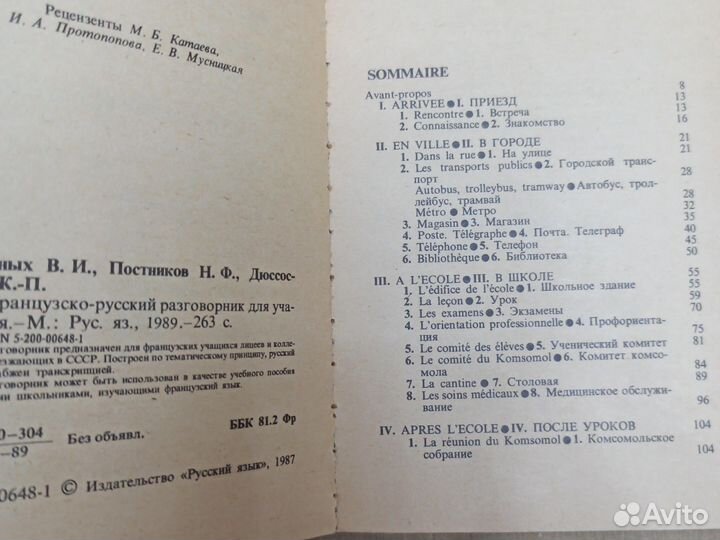 Рецензенты М. Б. Катаева,
И. А. Протопопова, Е. В. Мусницкая
ных В. И., Постников Н. Ф., Дюссос-
Ж.-П.
ранцузско-русский разговорник для уча-
я.–М.: Рус. яз., 1989.–263 с.
N 5-200-00648-1
говорник предназначен для французских учащихся лицеев и колле-
езжающих в СССР. Построен по тематическому принципу, русский
абжен транскрипцией.
говорник может быть использован в качестве учебного пособия
ми школьниками, изучающими французский язык.
0–304
–89
Без объявл.
ББК 81.2 Фр
0648-1 © Издательство «Русский язык», 1987
SOMMAIRE
Avant-propos 8
I. ARRIVEE ● I. ПРИЕЗД 13
1. Rencontre ● 1. Встреча 13
2. Connaissance ● 2. Знакомство 16
II. EN VILLE ● II. В ГОРОДЕ 21
1. Dans la rue ● 1. На улице 21
2. Les transports publics ● 2. Городской транс-
порт 28
Autobus, trolleybus, tramway ● Автобус, трол-
лейбус, трамвай 28
Métro ● Метро 32
3. Magasin ● 3. Магазин 35
4. Poste. Télégraphe ● 4. Почта. Телеграф 40
5. Téléphone ● 5. Телефон 45
6. Bibliothèque ● 6. Библиотека 50
III. A L'ECOLE ● III. В ШКОЛЕ 55
1. L'édifice de l'école ● 1. Школьное здание 55
2. La leçon ● 2. Урок 59
3. Les examens ● 3. Экзамены 70
4. L'orientation professionnelle ● 4. Профориента-
ция 75
5. Le comité des élèves ● 5. Ученический комитет 81
6. Le comité du Komsomol ● 6. Комитет комсо-
мола 84
7. La cantine ● 7. Столовая 89
8. Les soins médicaux ● 8. Медицинское обслужи-
вание 96
IV. APRES L'ECOLE ● IV. ПОСЛЕ УРОКОВ 104
1. La réunion du Komsomol ● 1. Комсомольское
собрание 104
Avito